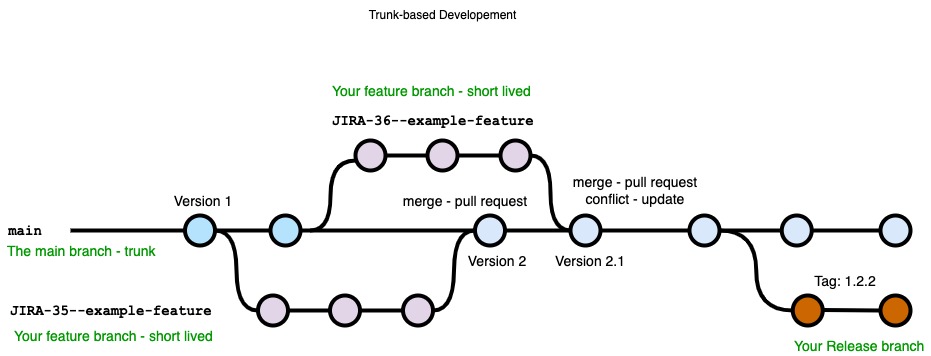 Trunk-based Developement
Your feature branch - short lived
JIRA-36--example-feature
merge - pull request
conflict - update
Version 1
merge - pull request
main
The main branch - trunk
Version 2
Version 2.1
Tag: 1.2.2
JIRA-35--example-feature
Your feature branch - short lived
Your Release branch